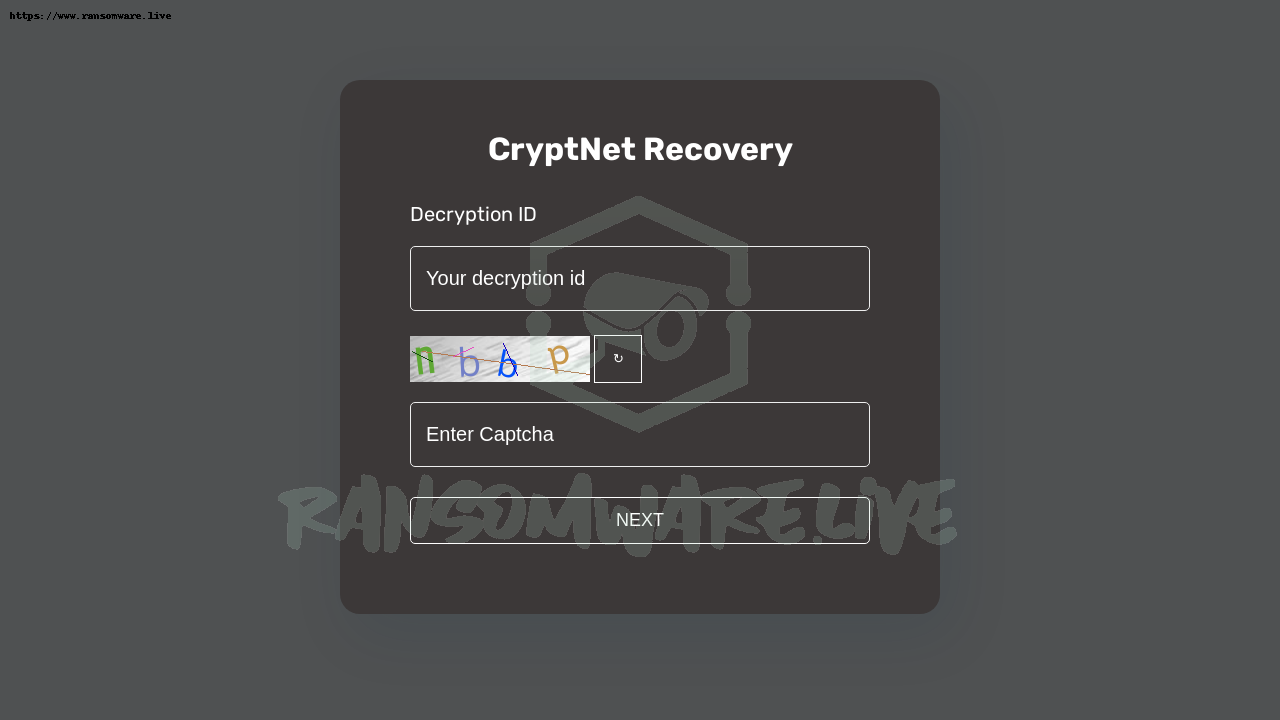 https://www.ransomware.live
CryptNet Recovery
Decryption ID
Your decryption id
n b b p
↻
Enter Captcha
RANSOMWARE.LIVE
NEXT